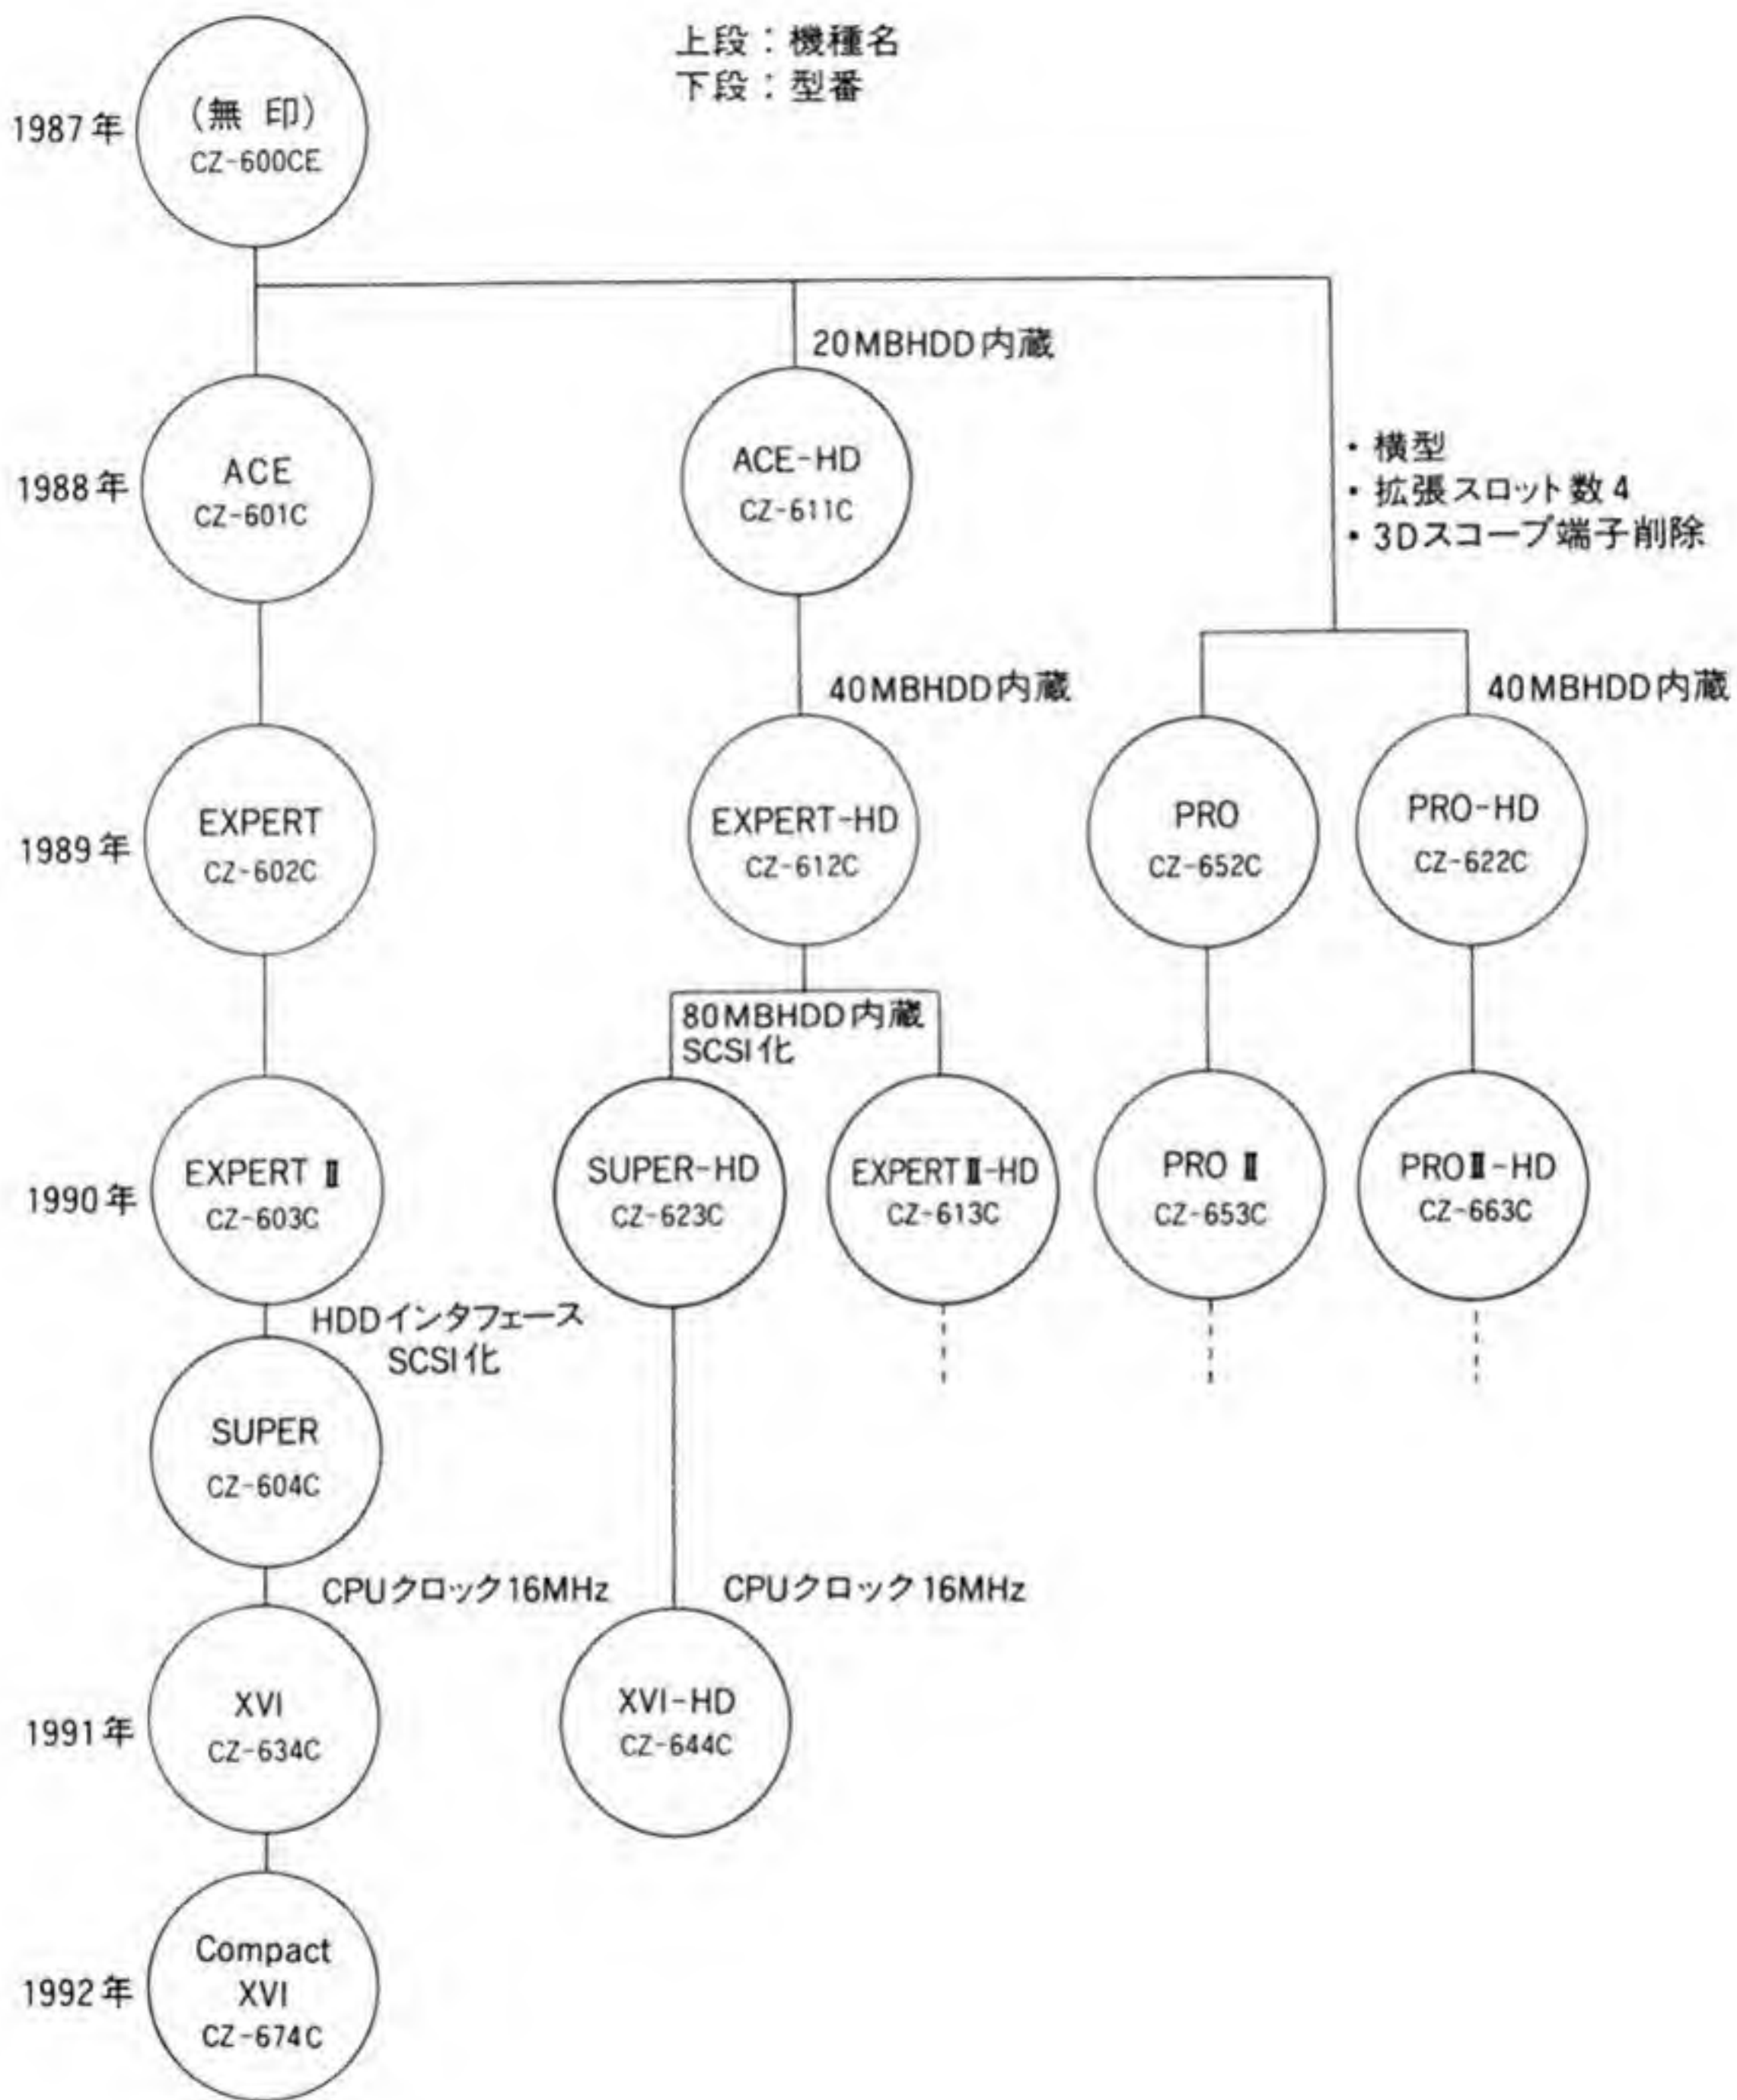 上段：機種名
下段：型番
1987年
(無 印)
CZ-600CE
20MBHDD内蔵
・横型
・拡張スロット数4
・3Dスコープ端子削除
1988年
ACE
CZ-601C
ACE-HD
CZ-611C
40MBHDD内蔵
40MBHDD内蔵
1989年
EXPERT
CZ-602C
EXPERT-HD
CZ-612C
PRO
CZ-652C
PRO-HD
CZ-622C
80MBHDD内蔵
SCSI化
1990年
EXPERT Ⅱ
CZ-603C
SUPER-HD
CZ-623C
EXPERTⅡ-HD
CZ-613C
PRO Ⅱ
CZ-653C
PROⅡ-HD
CZ-663C
HDDインタフェース
SCSI化
SUPER
CZ-604C
CPUクロック16MHz
CPUクロック16MHz
1991年
XVI
CZ-634C
XVI-HD
CZ-644C
1992年
Compact
XVI
CZ-674C